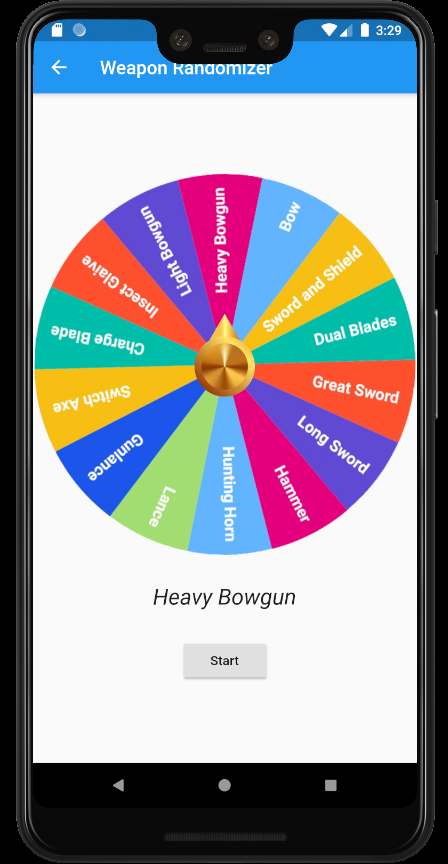 3:29
Weapon Randomizer
Heavy Bowgun
Bow
Sword and Shield
Dual Blades
Great Sword
Long Sword
Hammer
Hunting Horn
Lance
Gunlance
Switch Axe
Charge Blade
Insect Glaive
Light Bowgun
Heavy Bowgun
Start